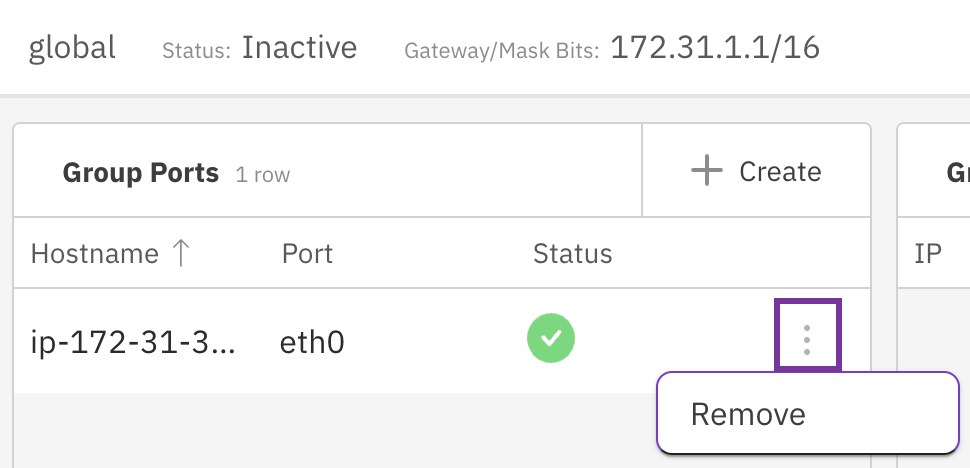 global Status: Inactive Gateway/Mask Bits: 172.31.1.1/16
Group Ports 1 row + Create
Hostname ↑ Port Status IP
ip-172-31-3... eth0
Remove